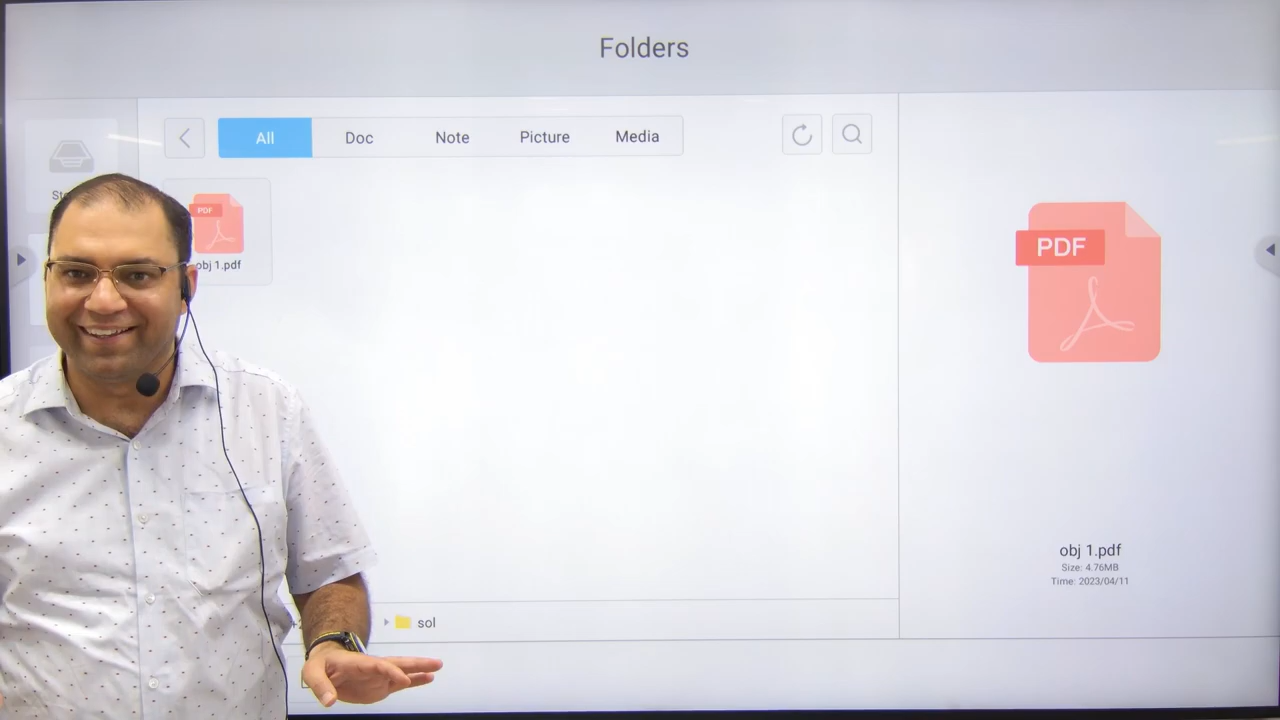 Folders
All
Doc
Note
Picture
Media
PDF
obj 1.pdf
PDF
obj 1.pdf
Size: 4.76MB
Time: 2023/04/11
sol